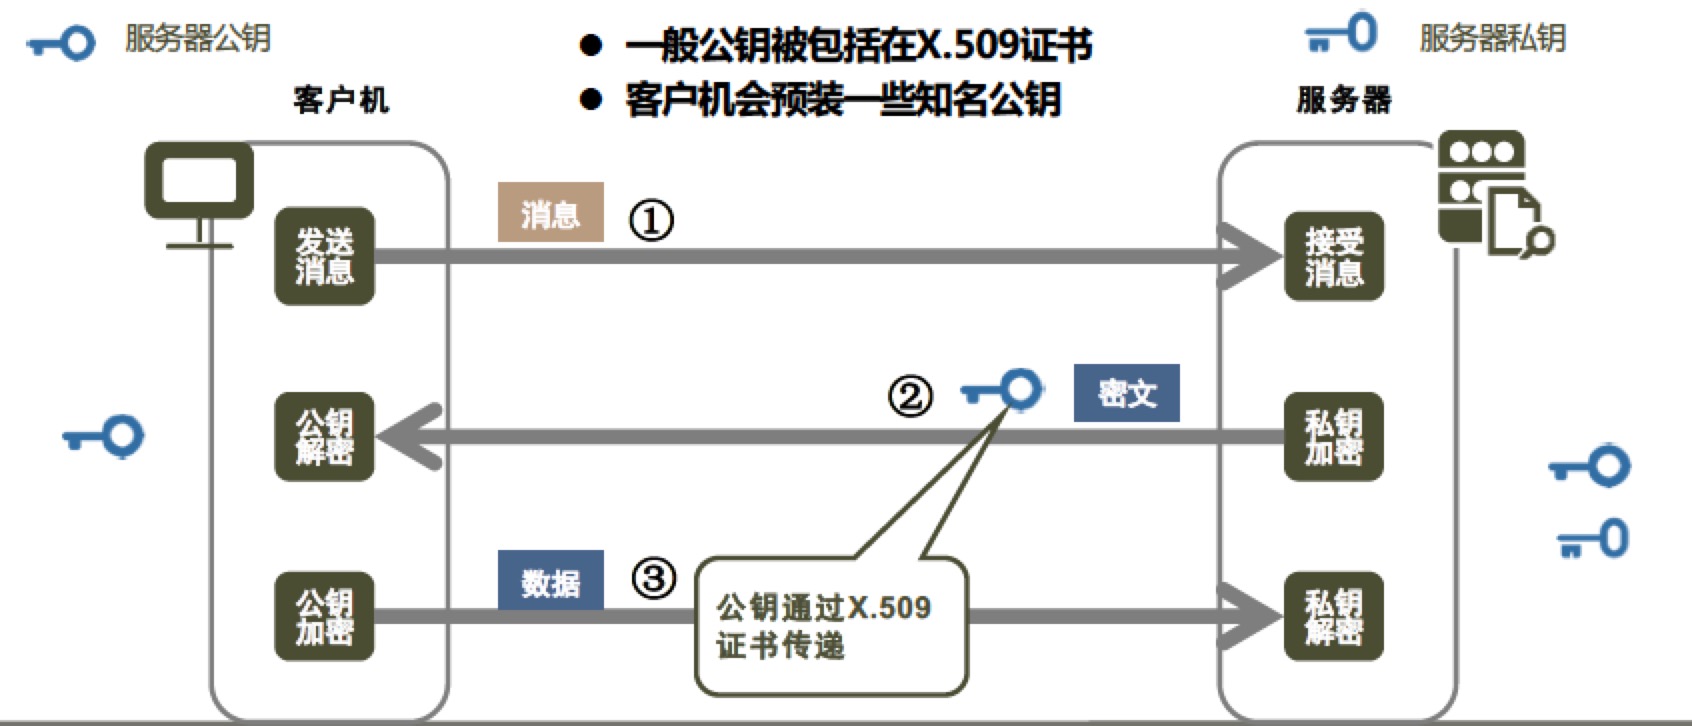 服务器公钥
● 一般公钥被包括在X.509证书
服务器私钥
客户机
● 客户机会预装一些知名公钥
服务器
消息
①
发送
消息
接受
消息
②
密文
公钥
解密
私钥
加密
数据
③
公钥
加密
公钥通过X.509
证书传递
私钥
解密